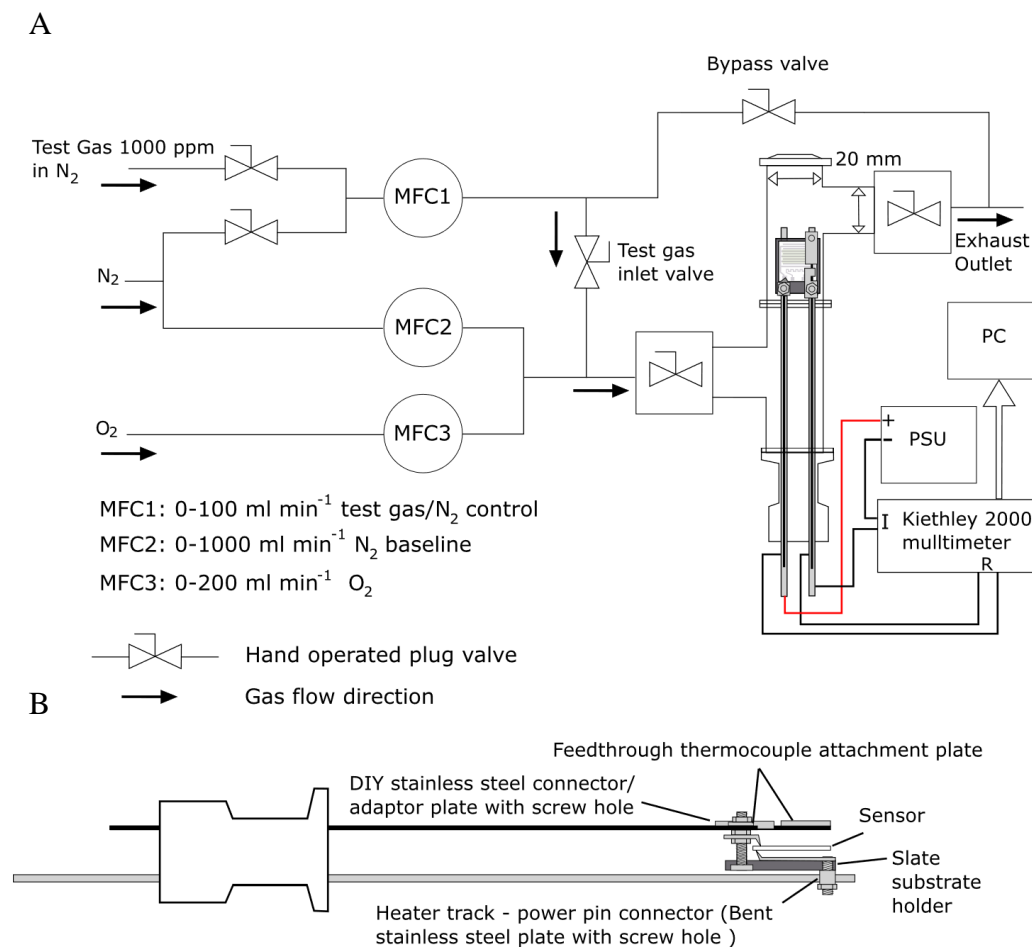 A
Bypass valve
Test Gas 1000 ppm
in N₂
20 mm
MFC1
Test gas
inlet valve
Exhaust
Outlet
N₂
MFC2
PC
O₂
MFC3
+
PSU
-
MFC1: 0-100 ml min⁻¹ test gas/N₂ control
MFC2: 0-1000 ml min⁻¹ N₂ baseline
MFC3: 0-200 ml min⁻¹ O₂
I
Kiethley 2000
mulltimeter
R
Hand operated plug valve
Gas flow direction
B
Feedthrough thermocouple attachment plate
DIY stainless steel connector/
adaptor plate with screw hole
Sensor
Slate
substrate
holder
Heater track - power pin connector (Bent
stainless steel plate with screw hole )